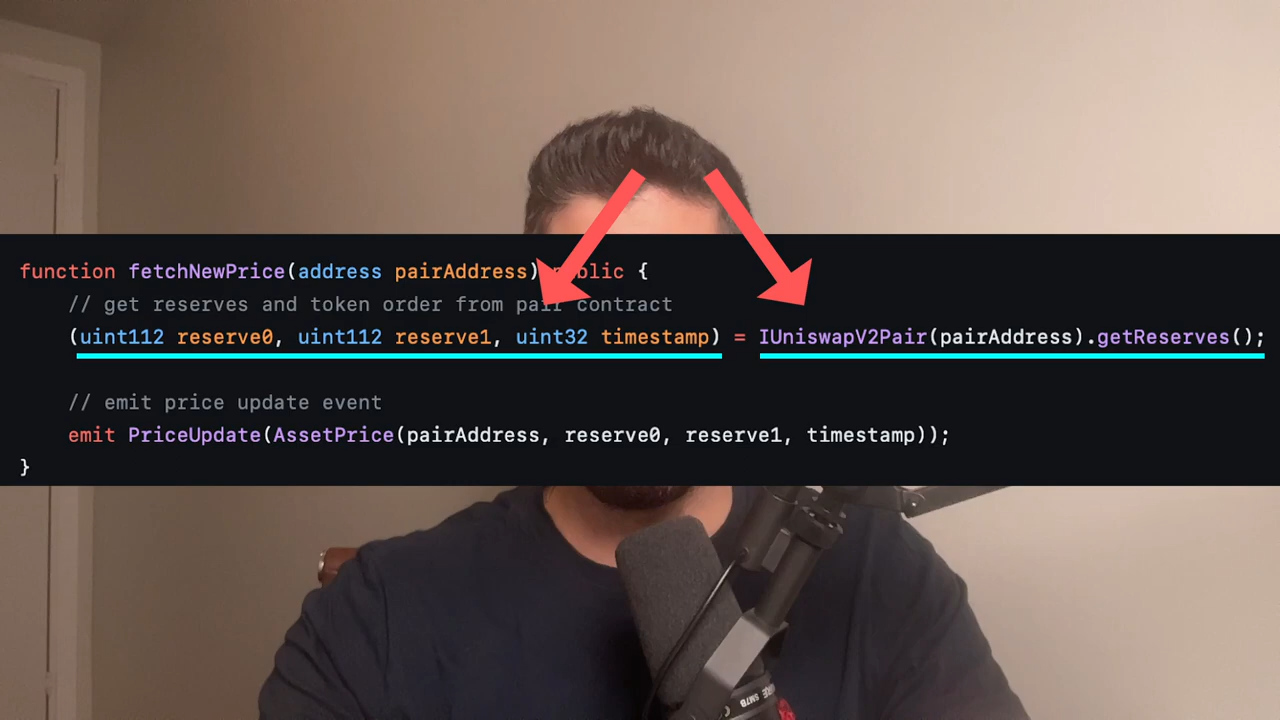 function fetchNewPrice(address pairAddress) public {
// get reserves and token order from pair contract
(uint112 reserve0, uint112 reserve1, uint32 timestamp) = IUniswapV2Pair(pairAddress).getReserves();
// emit price update event
emit PriceUpdate(AssetPrice(pairAddress, reserve0, reserve1, timestamp));
}
SM7B